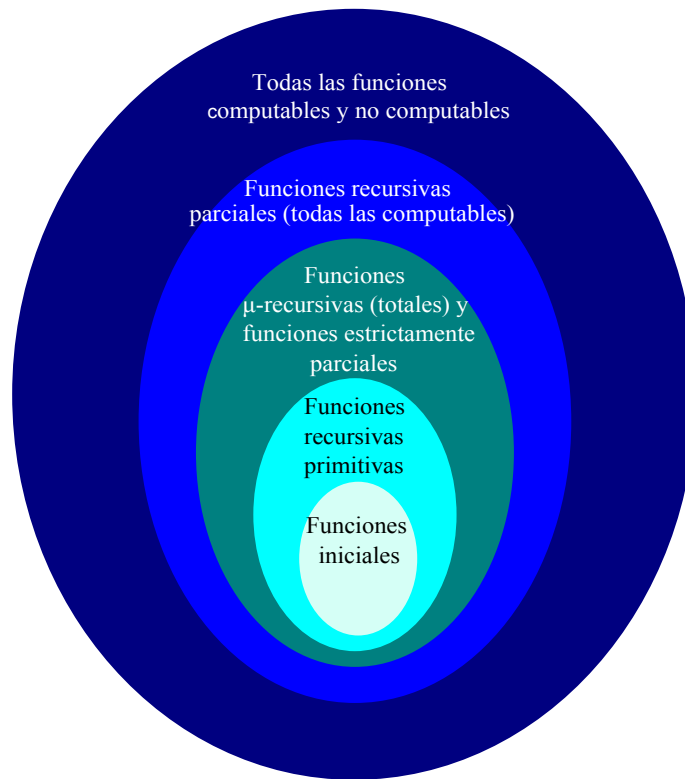 Todas las funciones
computables y no computables
Funciones recursivas
parciales (todas las computables)
Funciones
μ-recursivas (totales) y
funciones estrictamente
parciales
Funciones
recursivas
primitivas
Funciones
iniciales